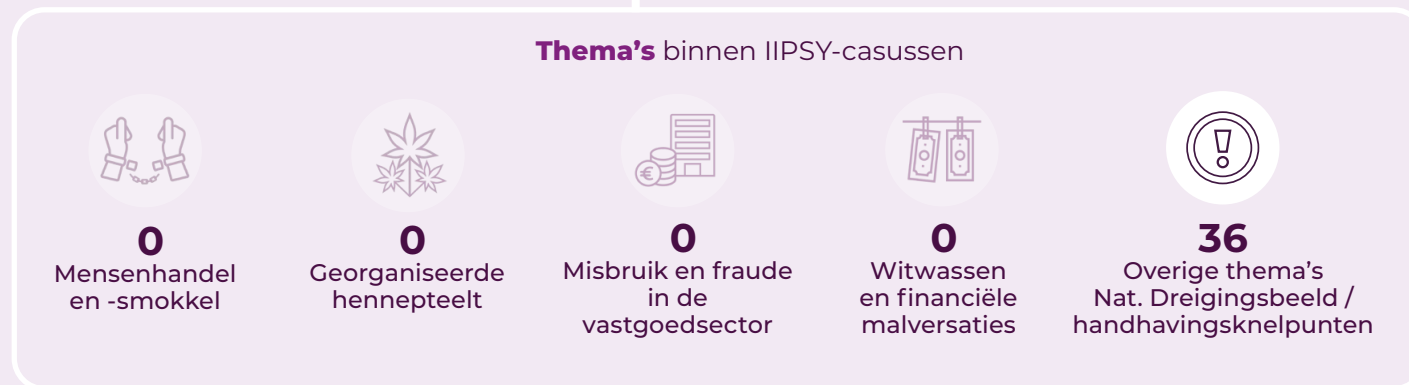 Thema’s binnen IIPSY-casussen
0
Mensenhandel
en -smokkel
0
Georganiseerde
hennepteelt
0
Misbruik en fraude
in de
vastgoedsector
0
Witwassen
en financiële
malversaties
36
Overige thema’s
Nat. Dreigingsbeeld /
handhavingsknelpunten